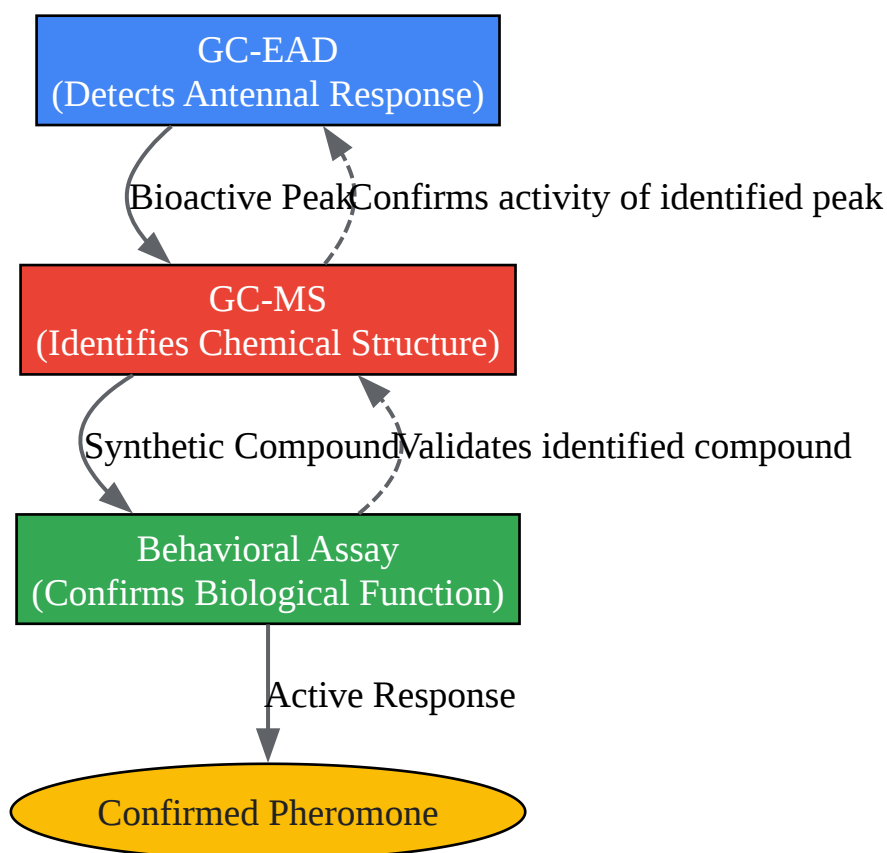 GC-EAD
(Detects Antennal Response)
Bioactive Peak
Confirms activity of identified peak
GC-MS
(Identifies Chemical Structure)
Synthetic Compound
Validates identified compound
Behavioral Assay
(Confirms Biological Function)
Active Response
Confirmed Pheromone